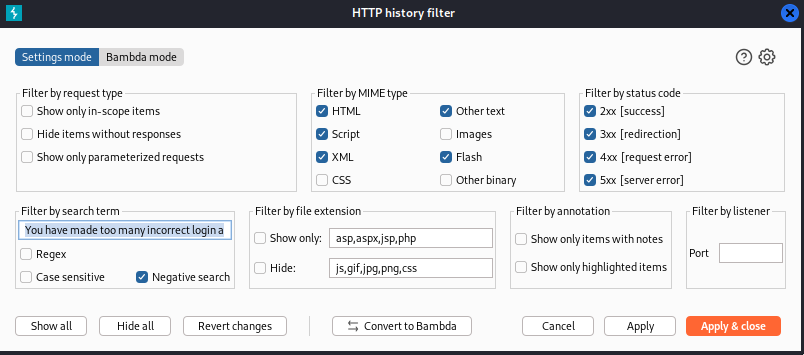 HTTP history filter
Settings mode Bambda mode
Filter by request type
Show only in-scope items
Hide items without responses
Show only parameterized requests
Filter by MIME type
HTML Other text
Script Images
XML Flash
CSS Other binary
Filter by status code
2xx [success]
3xx [redirection]
4xx [request error]
5xx [server error]
Filter by search term
You have made too many incorrect login a
Regex
Case sensitive Negative search
Filter by file extension
Show only: asp,aspx,jsp,php
Hide: js,gif,jpg,png,css
Filter by annotation
Show only items with notes
Show only highlighted items
Filter by listener
Port
Show all Hide all Revert changes Convert to Bambda Cancel Apply Apply & close